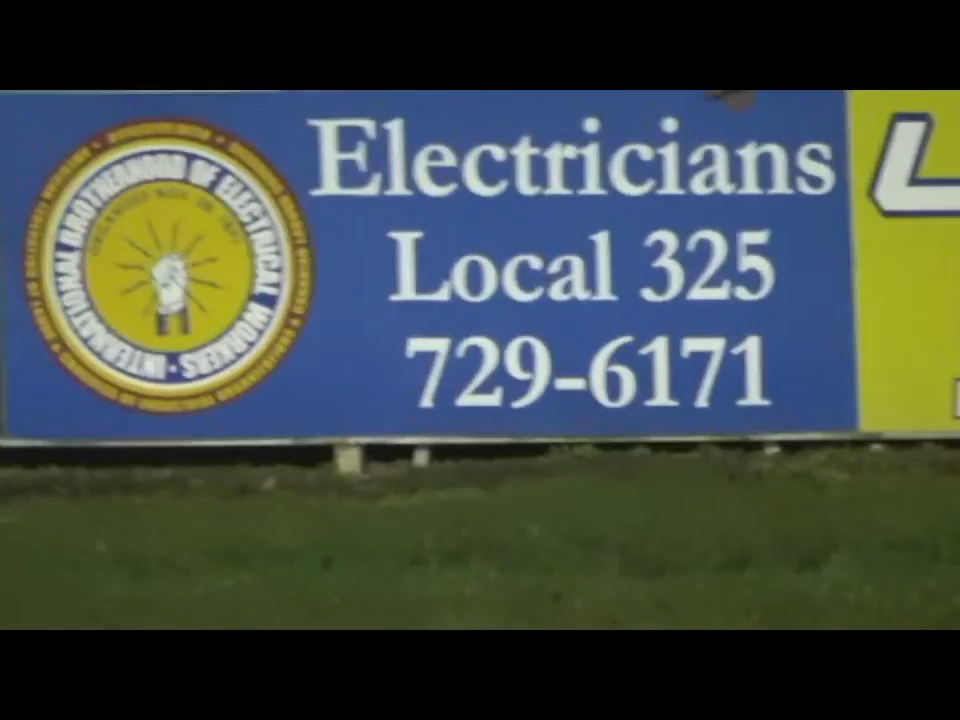 INTERNATIONAL BROTHERHOOD OF ELECTRICAL WORKERS
Electricians
Local 325
729-6171